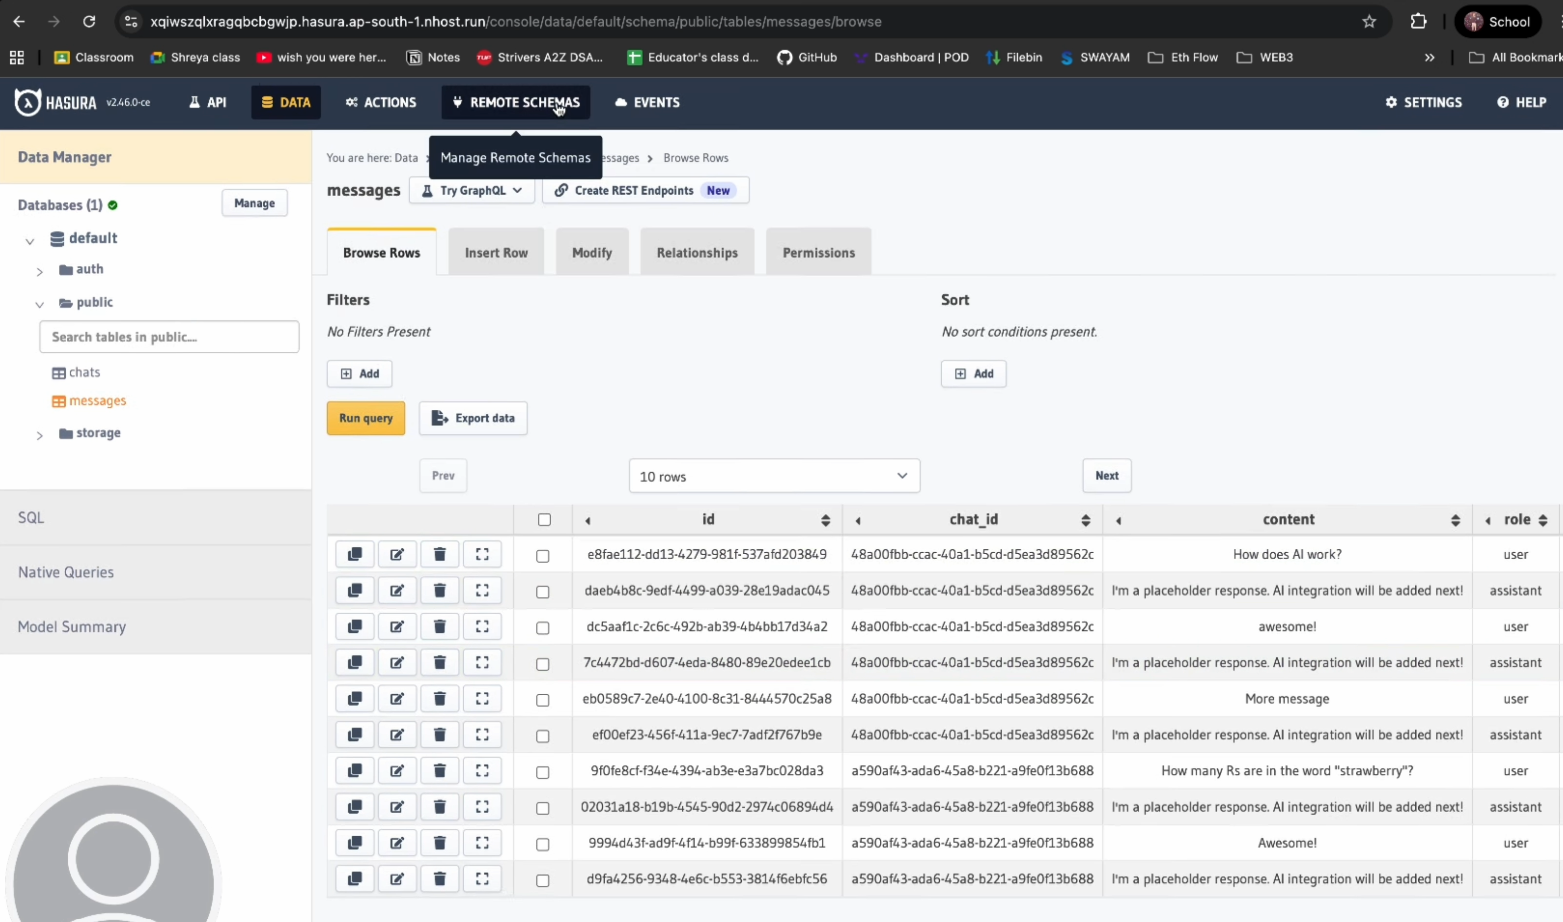 xqiwszqlxragqbcbgwjp.hasura.ap-south-1.nhost.run/console/data/default/schema/public/tables/messages/browse
School
Classroom Shreya class wish you were her... Notes Strivers A2Z DSA... Educator's class d... GitHub Dashboard | POD Filebin SWAYAM Eth Flow WEB3 » All Bookmark
HASURA v2.46.0-ce API DATA ACTIONS REMOTE SCHEMAS EVENTS SETTINGS HELP
Data Manager
You are here: Data
Manage Remote Schemas
essages > Browse Rows
messages Try GraphQL Create REST Endpoints New
Databases (1) Manage
default
auth
public
Search tables in public....
chats
messages
storage
SQL
Native Queries
Model Summary
Browse Rows Insert Row Modify Relationships Permissions
Filters Sort
No Filters Present No sort conditions present.
Add Add
Run query Export data
Prev 10 rows Next
id chat_id content role
e8fae112-dd13-4279-981f-537afd203849 48a00fbb-ccac-40a1-b5cd-d5ea3d89562c How does AI work? user
daeb4b8c-9edf-4499-a039-28e19adac045 48a00fbb-ccac-40a1-b5cd-d5ea3d89562c I'm a placeholder response. AI integration will be added next! assistant
dc5aaf1c-2c6c-492b-ab39-4b4bb17d34a2 48a00fbb-ccac-40a1-b5cd-d5ea3d89562c awesome! user
7c4472bd-d607-4eda-8480-89e20edee1cb 48a00fbb-ccac-40a1-b5cd-d5ea3d89562c I'm a placeholder response. AI integration will be added next! assistant
eb0589c7-2e40-4100-8c31-8444570c25a8 48a00fbb-ccac-40a1-b5cd-d5ea3d89562c More message user
ef00ef23-456f-411a-9ec7-7adf2f767b9e 48a00fbb-ccac-40a1-b5cd-d5ea3d89562c I'm a placeholder response. AI integration will be added next! assistant
9f0fe8cf-f34e-4394-ab3e-e3a7bc028da3 a590af43-ada6-45a8-b221-a9fe0f13b688 How many Rs are in the word "strawberry"? user
02031a18-b19b-4545-90d2-2974c06894d4 a590af43-ada6-45a8-b221-a9fe0f13b688 I'm a placeholder response. AI integration will be added next! assistant
9994d43f-ad9f-4f14-b99f-633899854fb1 a590af43-ada6-45a8-b221-a9fe0f13b688 Awesome! user
d9fa4256-9348-4e6c-b553-3814f6ebfc56 a590af43-ada6-45a8-b221-a9fe0f13b688 I'm a placeholder response. AI integration will be added next! assistant